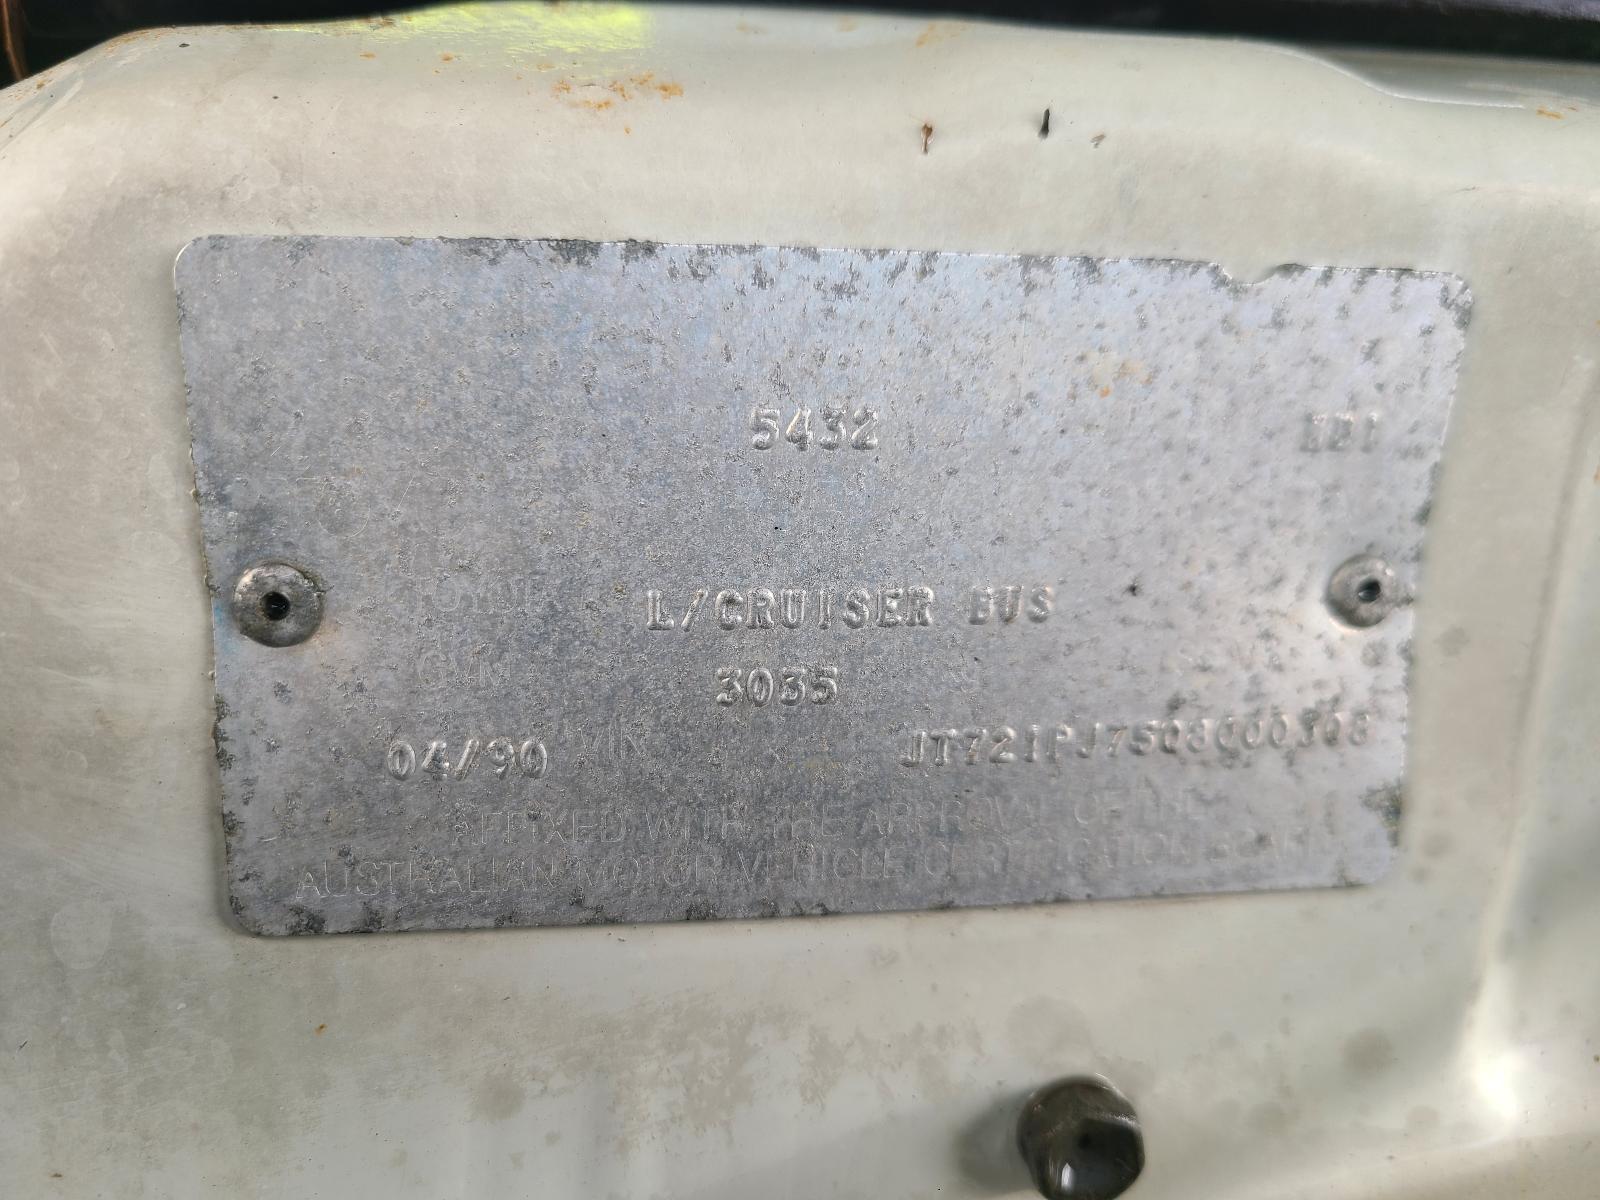 5432
L/CRUISER BUS
GVM 3035
04/90 VIN JT721PJ7508000308
AFFIXED WITH THE APPROVAL OF THE
AUSTRALIAN MOTOR VEHICLE CERTIFICATION BOARD